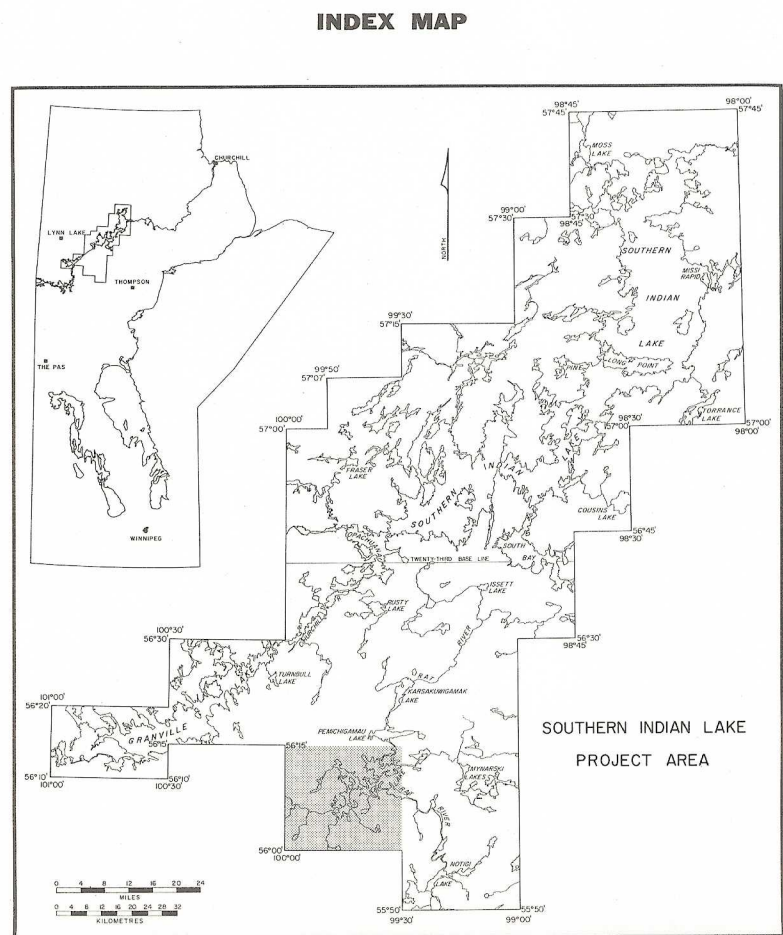 INDEX MAP
CHURCHILL
LYNN LAKE
THOMPSON
THE PAS
WINNIPEG
NORTH
98°45'
57°45'
98°00'
57°45'
MOSS
LAKE
99°00'
57°30'
57°30'
98°45'
SOUTHERN
INDIAN
LAKE
MISSI
RAPID
99°30'
57°15'
PINE
L
LONG
POINT
TORRANCE
LAKE
99°50'
57°07'
98°30'
57°00'
98°00'
57°00'
100°00'
57°00'
FRASER
LAKE
SOUTHERN
INDIAN
LAKE
COUSINS
LAKE
56°45'
98°30'
OPACHUANAU
SOUTH
BAY
TWENTY-THIRD BASE LINE
ISSETT
LAKE
RUSTY
LAKE
CHURCHILL
R
RAT
RIVER
56°30'
98°45'
100°30'
56°30'
TURNBULL
LAKE
KARSAKUWIGAMAK
LAKE
101°00'
56°20'
GRANVILLE
LAKE
PEMICHIGAMAU
LAKE
56°15'
56°15'
56°10'
101°00'
56°10'
100°30'
MYNARSKI
LAKES
RAT
RIVER
56°00'
100°00'
NOTIGI
LAKE
55°50'
99°30'
55°50'
99°00'
SOUTHERN INDIAN LAKE
PROJECT AREA
0 4 8 12 16 20 24
MILES
0 4 8 12 16 20 24 28 32
KILOMETRES